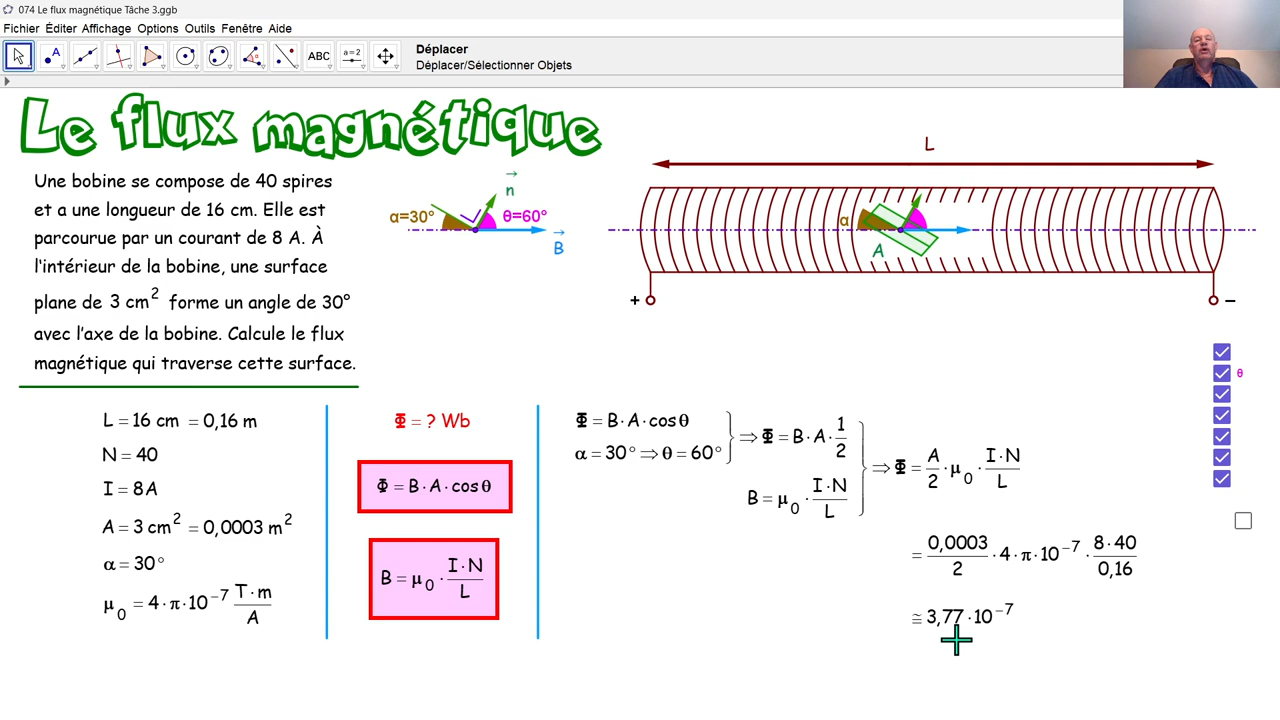 074 Le flux magnétique Tâche 3.ggb
Fichier Éditer Affichage Options Outils Fenêtre Aide
A
ABC
a=2
Déplacer
Déplacer/Sélectionner Objets
Le flux magnétique
Une bobine se compose de 40 spires
et a une longueur de 16 cm. Elle est
parcourue par un courant de 8 A. À
l'intérieur de la bobine, une surface
plane de 3 cm² forme un angle de 30°
avec l'axe de la bobine. Calcule le flux
magnétique qui traverse cette surface.
n⃗
α=30°
θ=60°
B⃗
L
α
A
+
–
θ
L = 16 cm = 0,16 m
N = 40
I = 8A
A = 3 cm² = 0,0003 m²
α = 30°
μ₀ = 4·π·10⁻⁷ T·m/A
Φ = ? Wb
Φ = B·A·cosθ
B = μ₀·I·N/L
Φ = B·A·cosθ
α = 30° ⇒ θ = 60°
⇒ Φ = B·A·1/2
B = μ₀·I·N/L
⇒ Φ = A/2·μ₀·I·N/L
= 0,0003/2·4·π·10⁻⁷·8·40/0,16
≅ 3,77·10⁻⁷